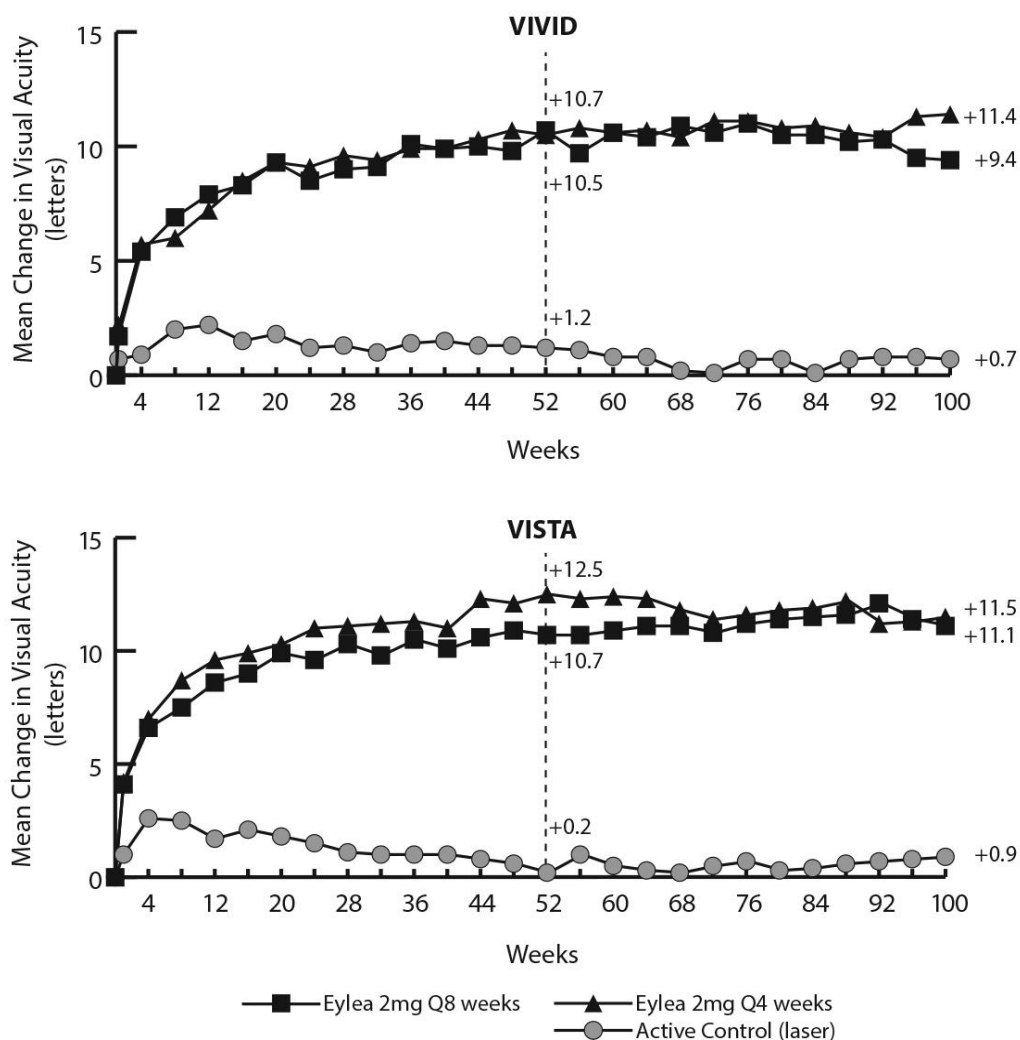 VIVID
Mean Change in Visual Acuity
(letters)
15
10
5
0
+10.7
+10.5
+1.2
+11.4
+9.4
+0.7
4 12 20 28 36 44 52 60 68 76 84 92 100
Weeks
VISTA
Mean Change in Visual Acuity
(letters)
15
10
5
0
+12.5
+10.7
+0.2
+11.5
+11.1
+0.9
4 12 20 28 36 44 52 60 68 76 84 92 100
Weeks
Eylea 2mg Q8 weeks
Eylea 2mg Q4 weeks
Active Control (laser)